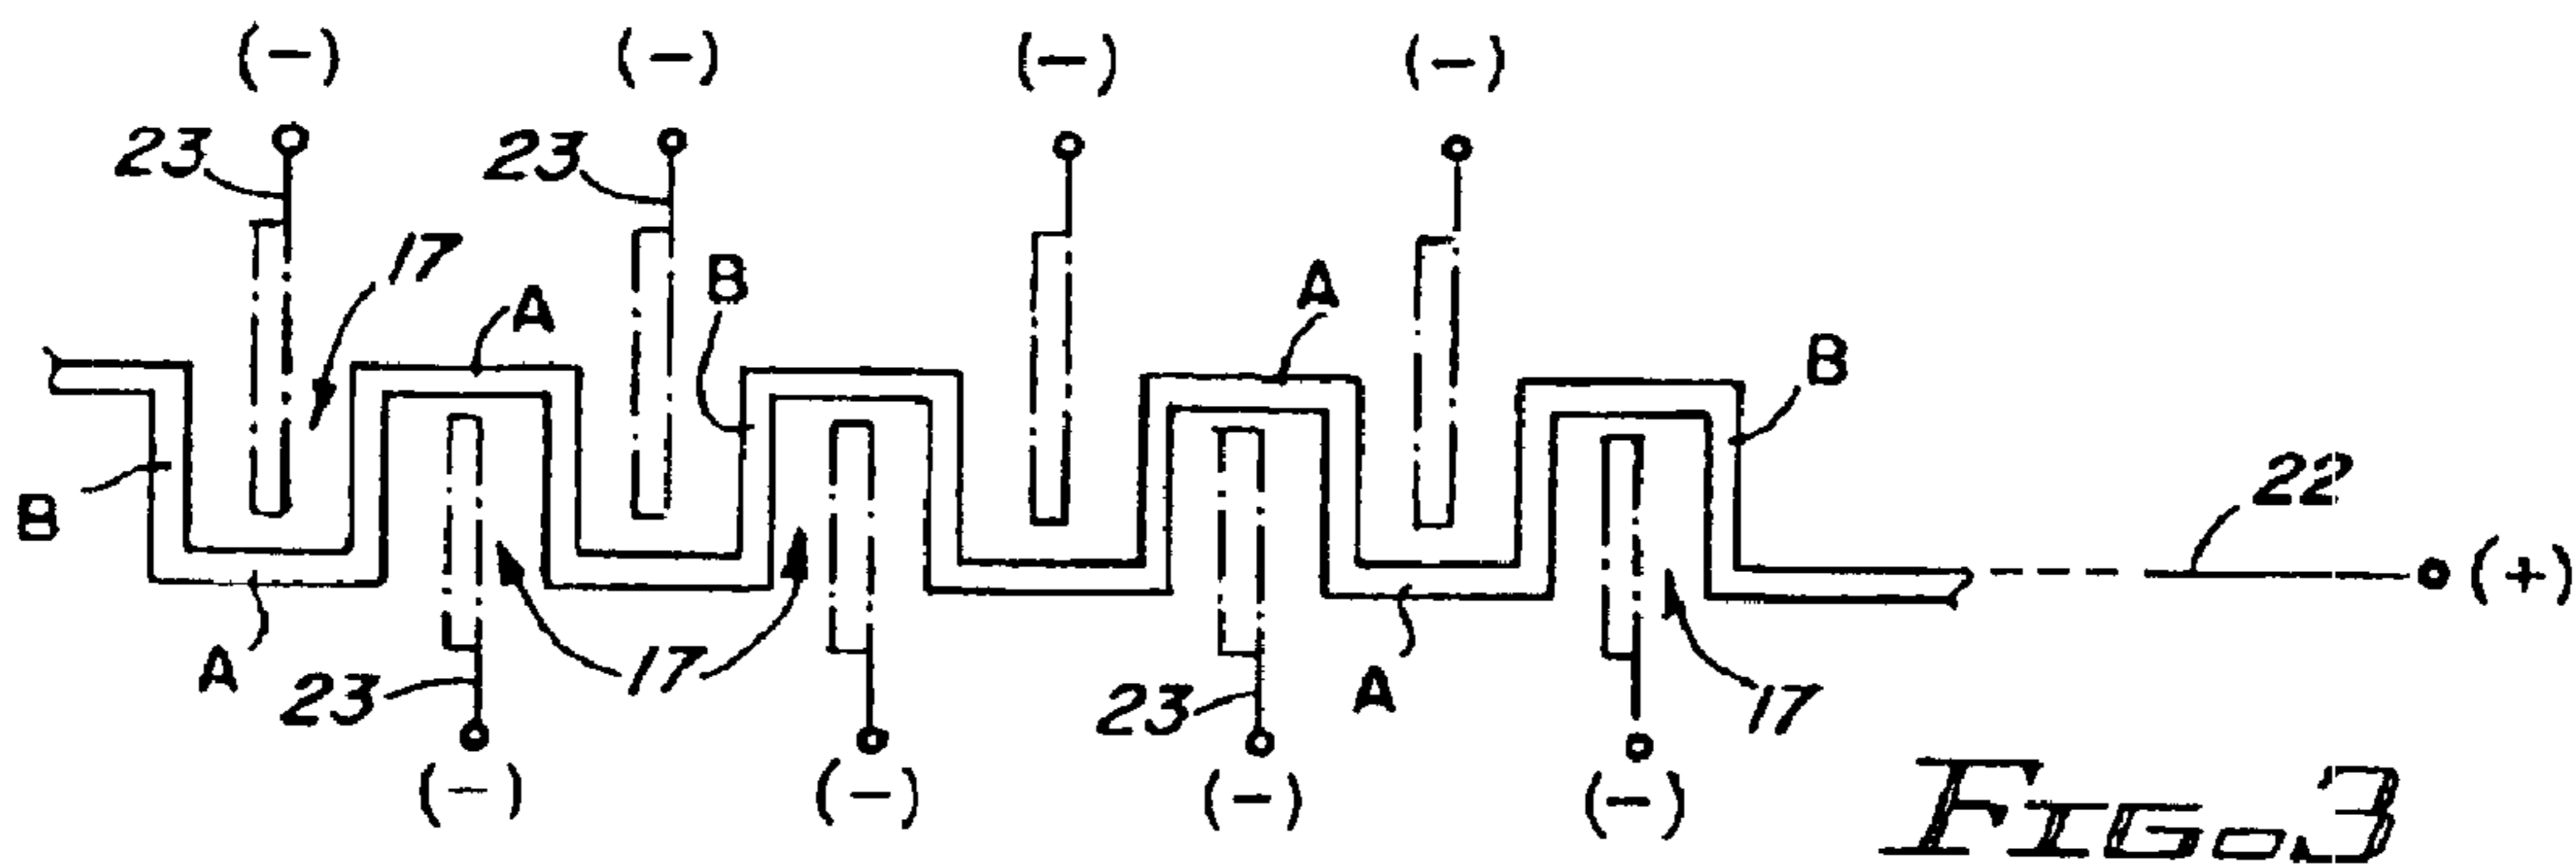 (-) (-) (-) (-)
23 23
17
A B A B
22
B (+)
A 23 17 23 A 17
(-) (-) (-) (-)
FIG. 3